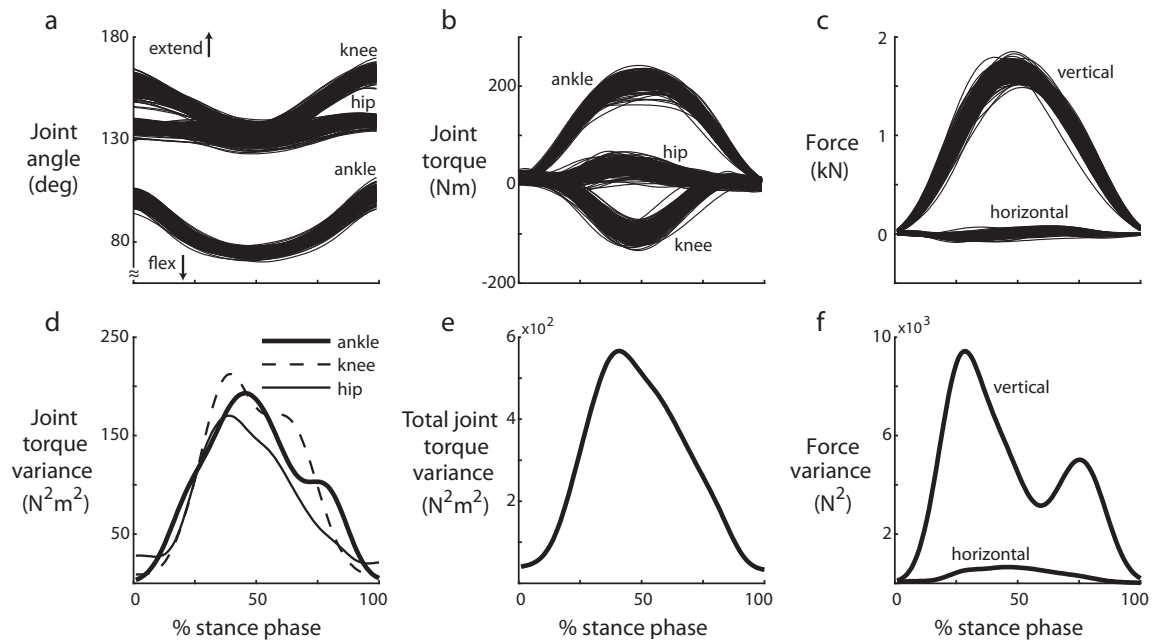 a
180
130
80
≈
extend
knee
hip
ankle
flex
Joint
angle
(deg)
b
200
0
-200
ankle
hip
knee
Joint
torque
(Nm)
c
2
1
0
vertical
horizontal
Force
(kN)
d
250
150
50
ankle
knee
hip
Joint
torque
variance
(N²m²)
0 50 100
% stance phase
e
6 x10²
4
2
Total joint
torque
variance
(N²m²)
0 50 100
% stance phase
f
10 x10³
6
2
vertical
horizontal
Force
variance
(N²)
0 50 100
% stance phase